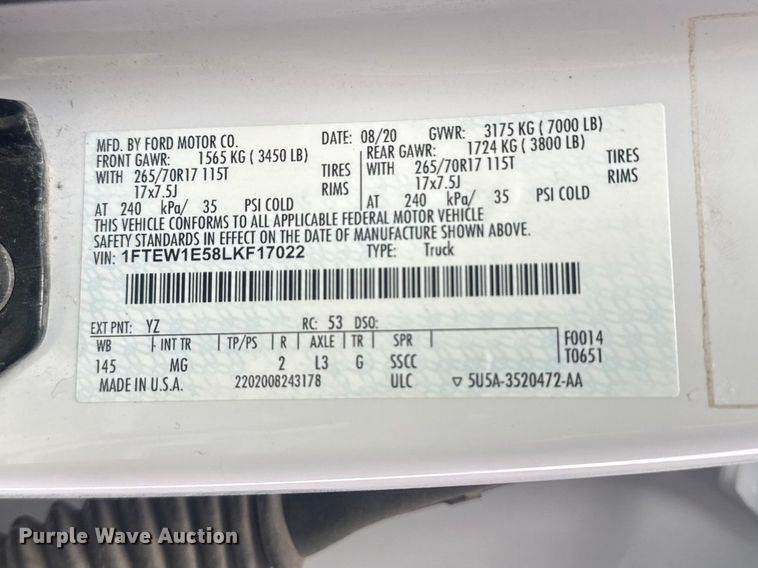 MFD. BY FORD MOTOR CO. DATE: 08/20 GVWR: 3175 KG ( 7000 LB)
FRONT GAWR: 1565 KG ( 3450 LB) REAR GAWR: 1724 KG ( 3800 LB)
WITH 265/70R17 115T TIRES WITH 265/70R17 115T TIRES
17x7.5J RIMS 17x7.5J RIMS
AT 240 kPa/ 35 PSI COLD AT 240 kPa/ 35 PSI COLD
THIS VEHICLE CONFORMS TO ALL APPLICABLE FEDERAL MOTOR VEHICLE
SAFETY STANDARDS IN EFFECT ON THE DATE OF MANUFACTURE SHOWN ABOVE.
VIN: 1FTEW1E58LKF17022 TYPE: Truck
EXT PNT: YZ RC: 53 DSO: F0014
WB INT TR TP/PS R AXLE TR SPR T0651
145 MG 2 L3 G SSCC
MADE IN U.S.A. 2202008243178 ULC 5U5A-3520472-AA
Purple Wave Auction®